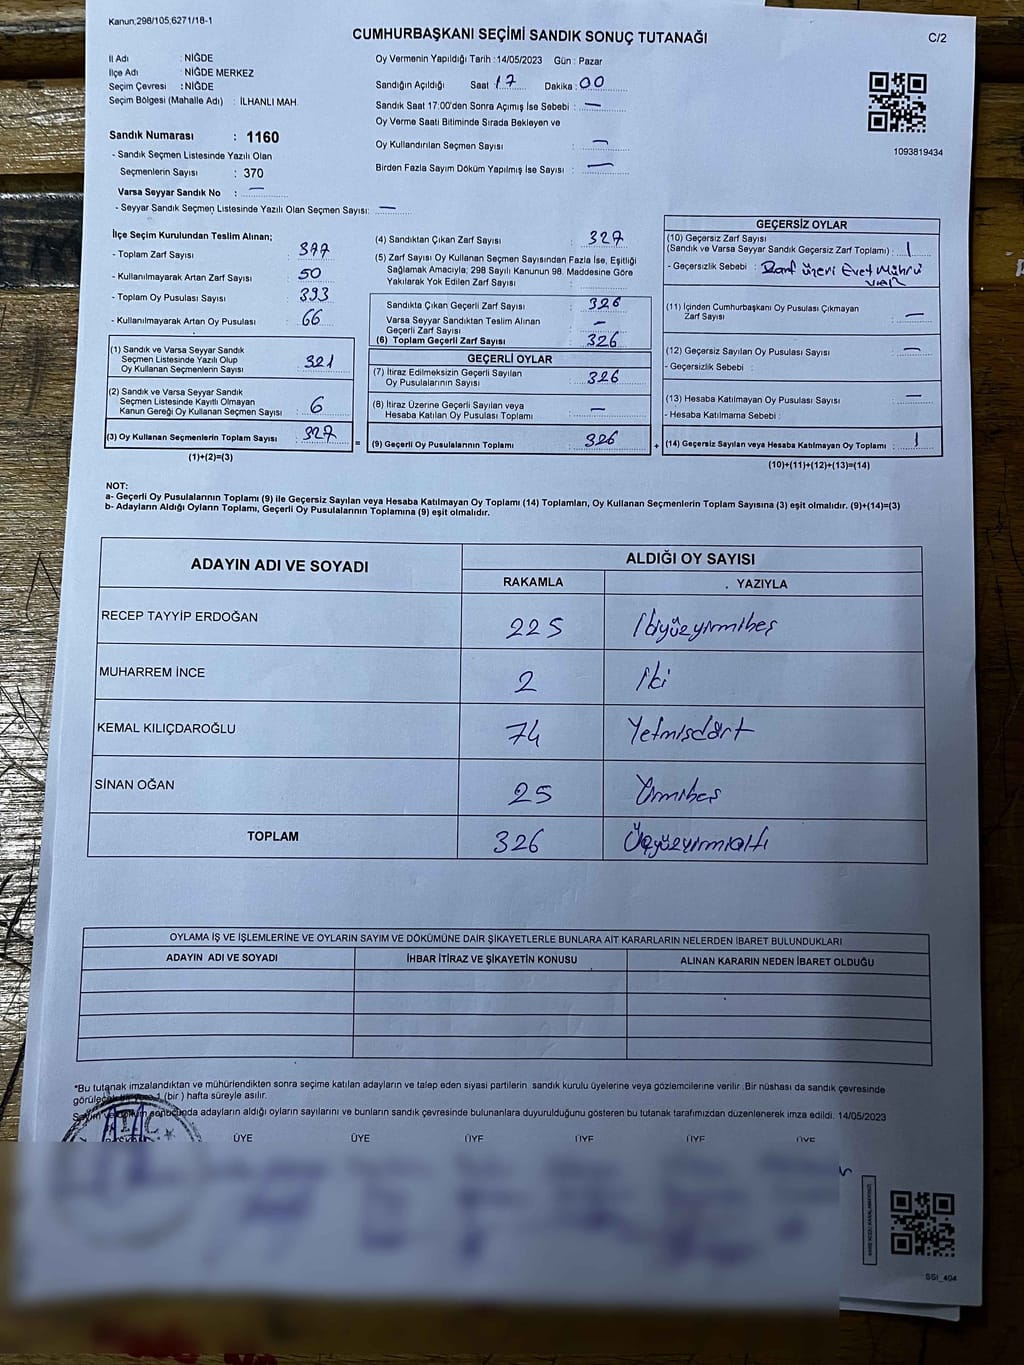 Kanun,298/105,6271/18-1
CUMHURBAŞKANI SEÇİMİ SANDIK SONUÇ TUTANAĞI
C/2
İl Adı : NİĞDE
İlçe Adı : NİĞDE MERKEZ
Seçim Çevresi : NİĞDE
Seçim Bölgesi (Mahalle Adı) : İLHANLI MAH.
Oy Vermenin Yapıldığı Tarih :14/05/2023 Gün : Pazar
Sandığın Açıldığı Saat 17 Dakika : 00
Sandık Saat 17:00'den Sonra Açımış İse Sebebi : —
Oy Verme Saati Bitiminde Sırada Bekleyen ve
Oy Kullandırılan Seçmen Sayısı : —
Birden Fazla Sayım Döküm Yapılmış İse Sayısı : —
1093819434
Sandık Numarası : 1160
- Sandık Seçmen Listesinde Yazılı Olan
Seçmenlerin Sayısı : 370
Varsa Seyyar Sandık No : —
- Seyyar Sandık Seçmen Listesinde Yazılı Olan Seçmen Sayısı: —
İlçe Seçim Kurulundan Teslim Alınan;
- Toplam Zarf Sayısı : 377
- Kullanılmayarak Artan Zarf Sayısı : 50
- Toplam Oy Pusulası Sayısı : 393
- Kullanılmayarak Artan Oy Pusulası : 66
(1) Sandık ve Varsa Seyyar Sandık
Seçmen Listesinde Yazılı Olup
Oy Kullanan Seçmenlerin Sayısı : 321
(2) Sandık ve Varsa Seyyar Sandık
Seçmen Listesinde Kayıtlı Olmayan
Kanun Gereği Oy Kullanan Seçmen Sayısı : 6
(3) Oy Kullanan Seçmenlerin Toplam Sayısı : 327
(1)+(2)=(3)
=
(4) Sandıktan Çıkan Zarf Sayısı : 327
(5) Zarf Sayısı Oy Kullanan Seçmen Sayısından Fazla İse, Eşitliği
Sağlamak Amacıyla; 298 Sayılı Kanunun 98. Maddesine Göre
Yakılarak Yok Edilen Zarf Sayısı :
Sandıkta Çıkan Geçerli Zarf Sayısı : 326
Varsa Seyyar Sandıktan Teslim Alınan
Geçerli Zarf Sayısı : —
(6) Toplam Geçerli Zarf Sayısı : 326
GEÇERLİ OYLAR
(7) İtiraz Edilmeksizin Geçerli Sayılan
Oy Pusulalarının Sayısı : 326
(8) İtiraz Üzerine Geçerli Sayılan veya
Hesaba Katılan Oy Pusulası Toplamı : —
(9) Geçerli Oy Pusulalarının Toplamı : 326
+
GEÇERSİZ OYLAR
(10) Geçersiz Zarf Sayısı
(Sandık ve Varsa Seyyar Sandık Geçersiz Zarf Toplamı) : 1
- Geçersizlik Sebebi : Zarf üzeri Evet Mührü
var
(11) İçinden Cumhurbaşkanı Oy Pusulası Çıkmayan
Zarf Sayısı : —
(12) Geçersiz Sayılan Oy Pusulası Sayısı : —
- Geçersizlik Sebebi :
(13) Hesaba Katılmayan Oy Pusulası Sayısı : —
- Hesaba Katılmama Sebebi :
(14) Geçersiz Sayılan veya Hesaba Katılmayan Oy Toplamı : 1
(10)+(11)+(12)+(13)=(14)
NOT:
a- Geçerli Oy Pusulalarının Toplamı (9) ile Geçersiz Sayılan veya Hesaba Katılmayan Oy Toplamı (14) Toplamları, Oy Kullanan Seçmenlerin Toplam Sayısına (3) eşit olmalıdır. (9)+(14)=(3)
b- Adayların Aldığı Oyların Toplamı, Geçerli Oy Pusulalarının Toplamına (9) eşit olmalıdır.
ADAYIN ADI VE SOYADI
ALDIĞI OY SAYISI
RAKAMLA YAZIYLA
RECEP TAYYİP ERDOĞAN 225 İkiyüzyirmibeş
MUHARREM İNCE 2 İki
KEMAL KILIÇDAROĞLU 74 Yetmişdört
SİNAN OĞAN 25 Yirmibeş
TOPLAM 326 Üçyüzyirmialtı
OYLAMA İŞ VE İŞLEMLERİNE VE OYLARIN SAYIM VE DÖKÜMÜNE DAİR ŞİKAYETLERLE BUNLARA AİT KARARLARIN NELERDEN İBARET BULUNDUKLARI
ADAYIN ADI VE SOYADI İHBAR İTİRAZ VE ŞİKAYETİN KONUSU ALINAN KARARIN NEDEN İBARET OLDUĞU
*Bu tutanak imzalandıktan ve mühürlendikten sonra seçime katılan adayların ve talep eden siyasi partilerin sandık kurulu üyelerine veya gözlemcilerine verilir .Bir nüshası da sandık çevresinde
1 (bir ) hafta süreyle asılır.
adayların aldığı oyların sayılarını ve bunların sandık çevresinde bulunanlara duyurulduğunu gösteren bu tutanak tarafımızdan düzenlenerek imza edildi. 14/05/2023
T.C.
ÜYE ÜYE ÜYE ÜYE ÜYE ÜYE
SSI_404